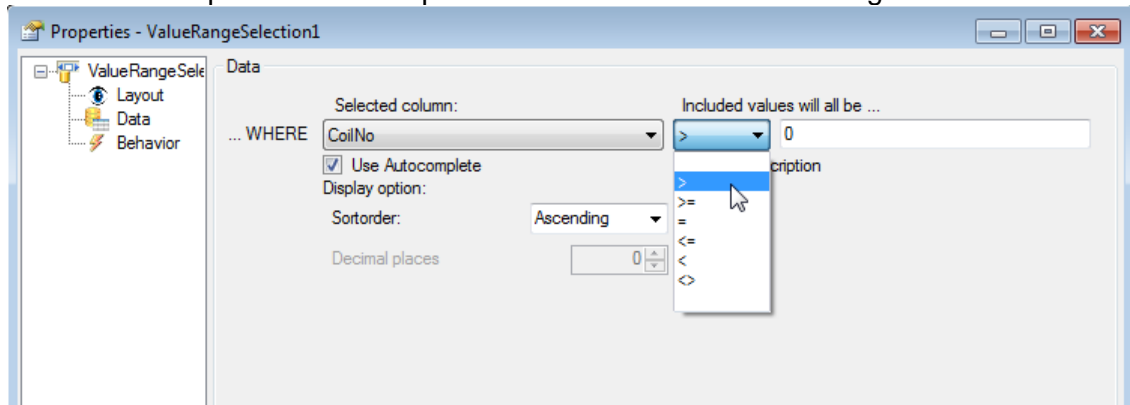 Properties - ValueRangeSelection1
ValueRangeSele
Layout
Data
Behavior
Data
Selected column:
Included values will all be ...
... WHERE
CoilNo
>
0
Use Autocomplete
cription
Display option:
Sortorder:
Ascending
Decimal places
0
>
>=
=
<=
<
<>